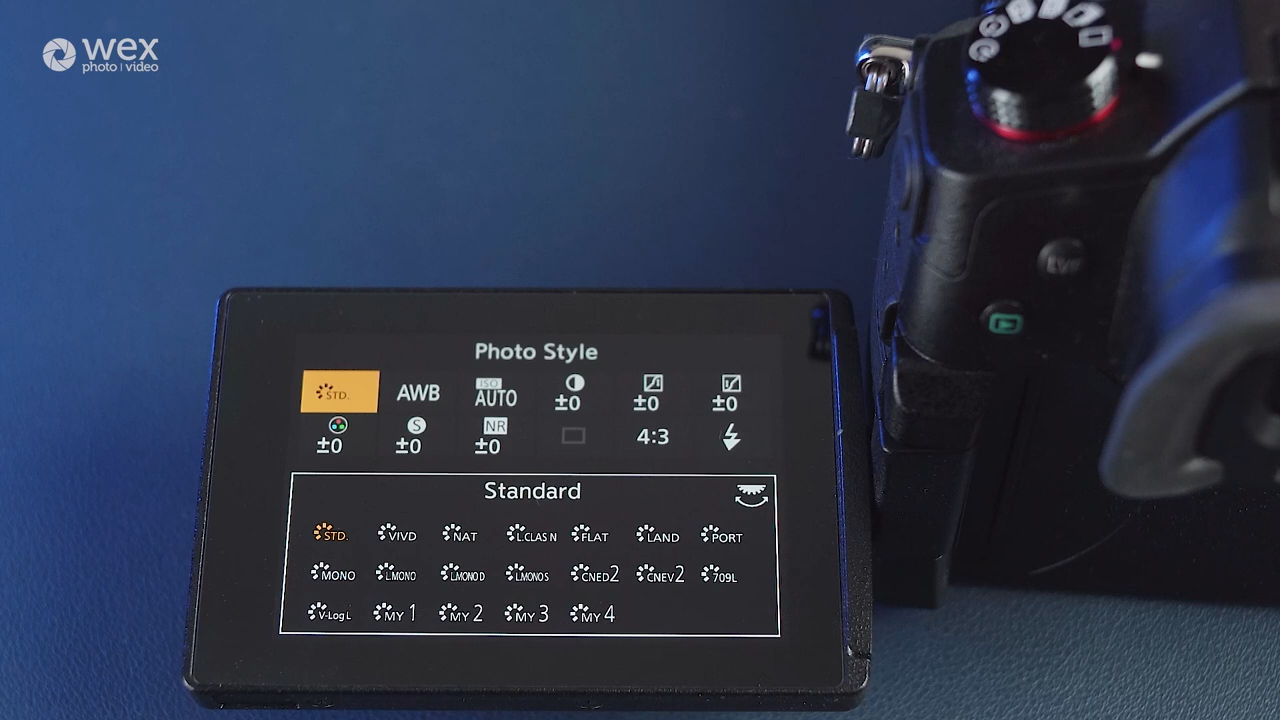 wex
photo | video
Photo Style
STD. AWB ISO AUTO ±0 ±0 ±0
±0 S ±0 NR ±0 4:3
Standard
STD. VIVD NAT L.CLAS N FLAT LAND PORT
MONO L.MONO L.MONO D L.MONO S CNED2 CNEV2 709L
V-Log L MY 1 MY 2 MY 3 MY 4
LVF